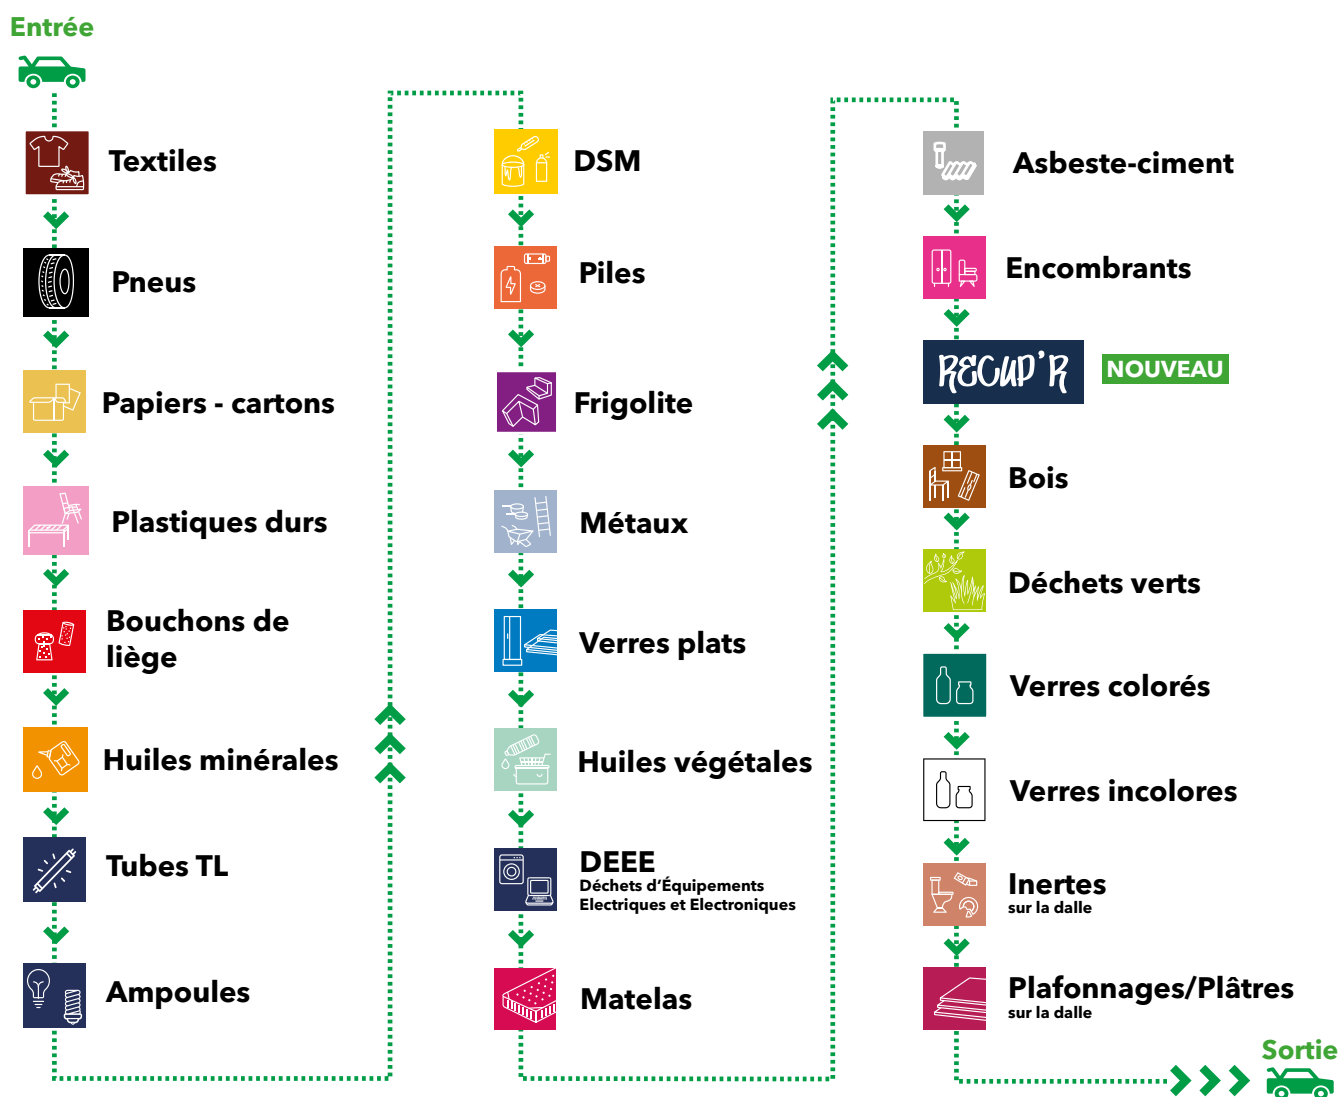 Entrée
Textiles
Pneus
Papiers - cartons
Plastiques durs
Bouchons de
liège
Huiles minérales
Tubes TL
Ampoules
DSM
Piles
Frigolite
Métaux
Verres plats
Huiles végétales
DEEE
Déchets d'Équipements
Electriques et Electroniques
Matelas
Asbeste-ciment
Encombrants
RECUP'R
NOUVEAU
Bois
Déchets verts
Verres colorés
Verres incolores
Inertes
sur la dalle
Plafonnages/Plâtres
sur la dalle
Sortie